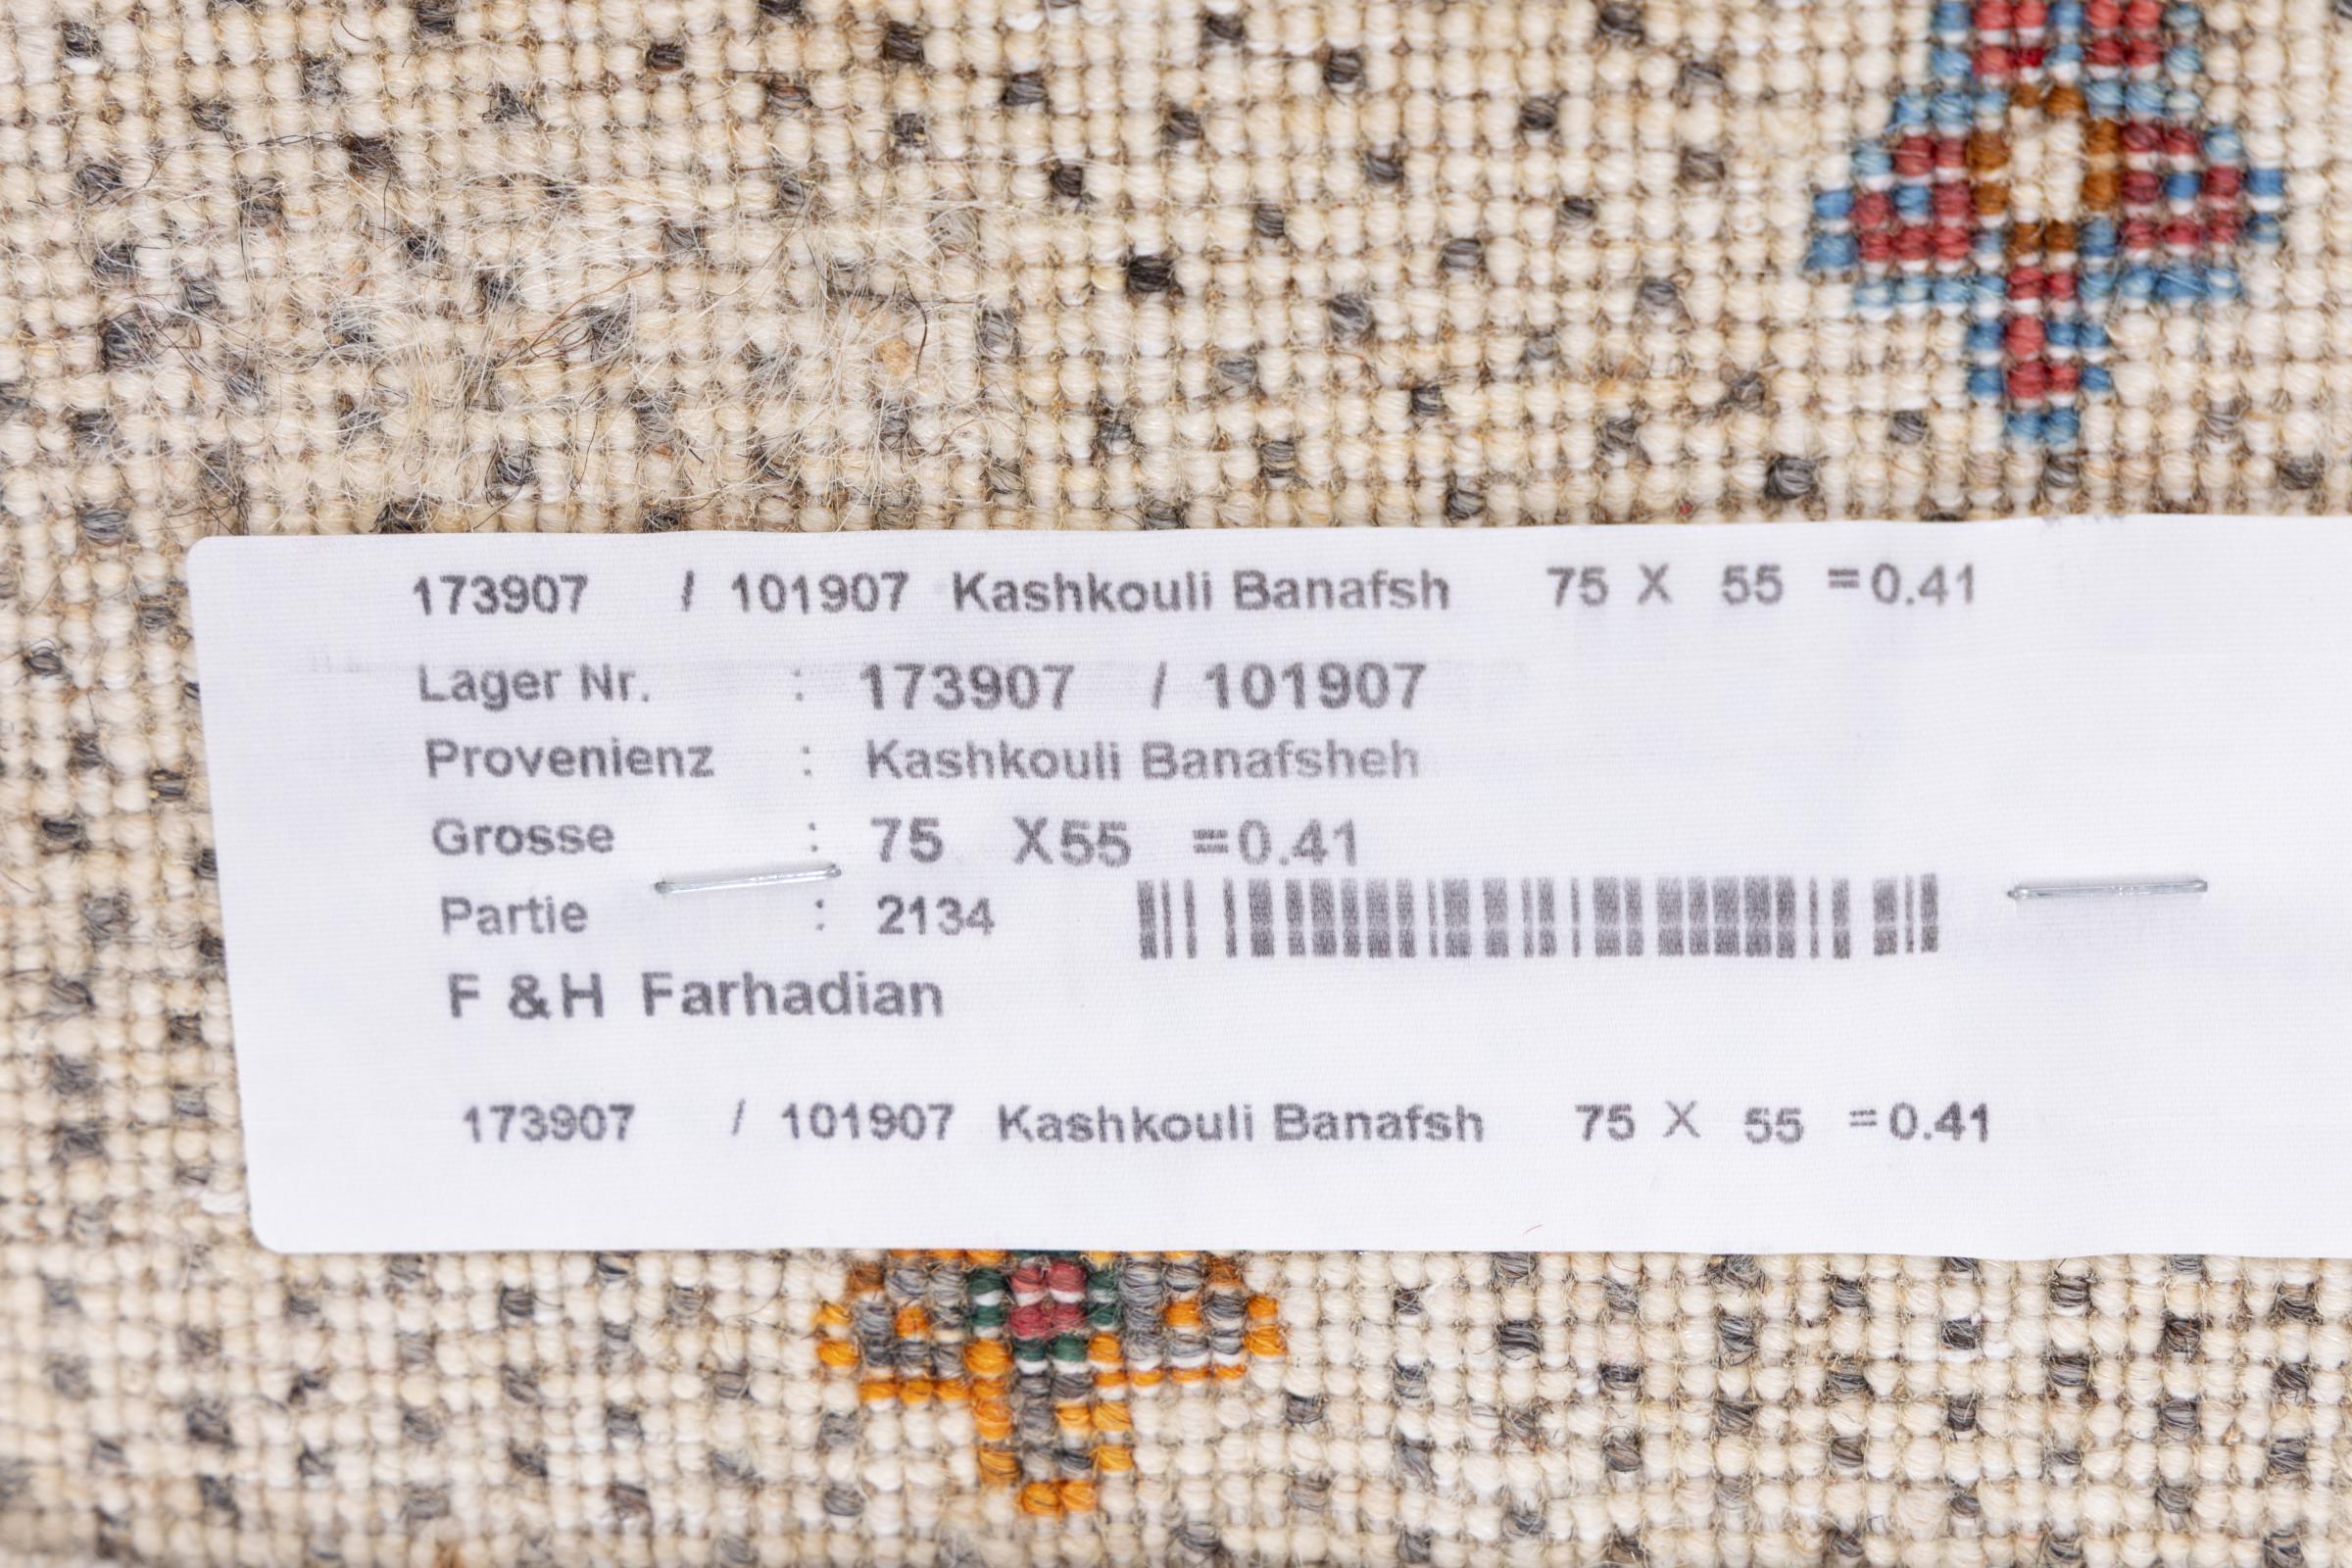 173907 / 101907 Kashkouli Banafsh 75 X 55 =0.41
Lager Nr. : 173907 / 101907
Provenienz : Kashkouli Banafsheh
Grosse : 75 X55 =0.41
Partie : 2134
F &H Farhadian
173907 / 101907 Kashkouli Banafsh 75 X 55 =0.41